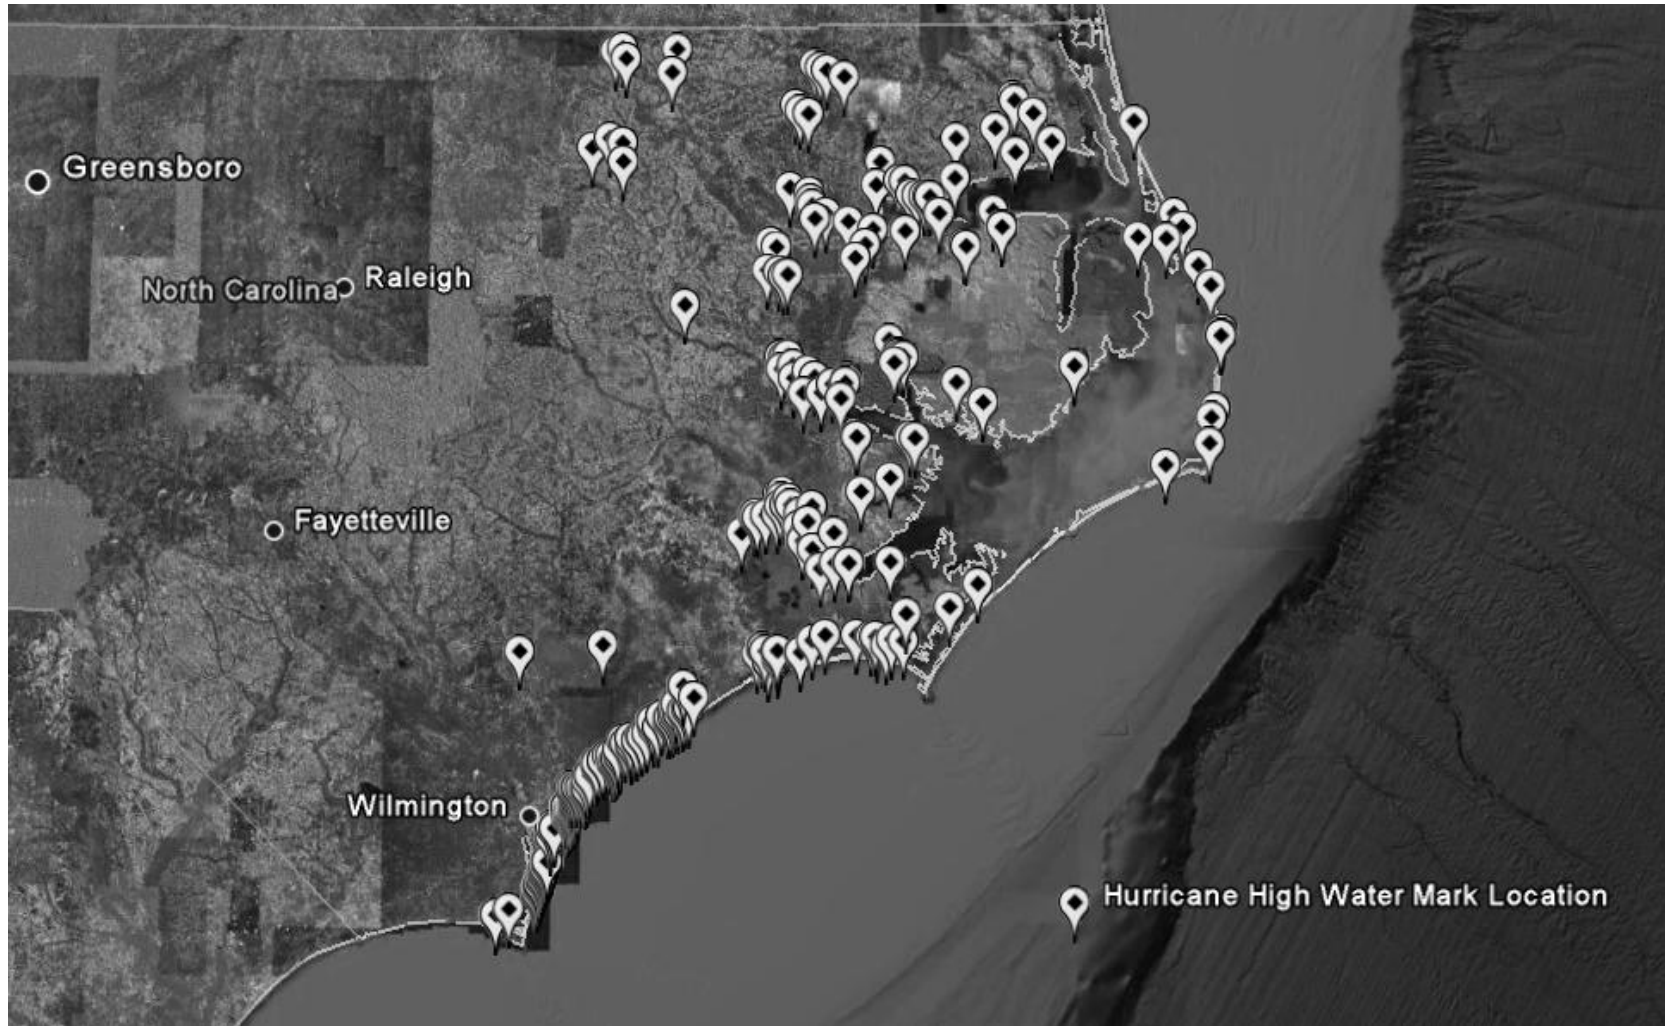 Greensboro
North Carolina
Raleigh
Fayetteville
Wilmington
Hurricane High Water Mark Location